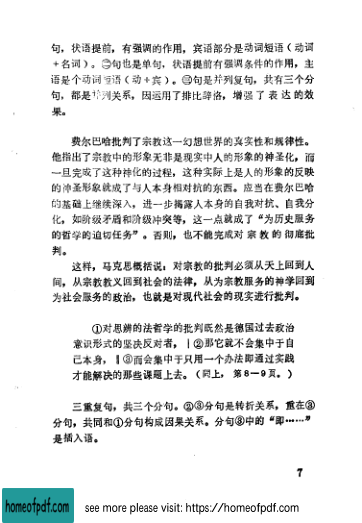 句，状语提前，有强调的作用，宾语部分是动词短语（动词
＋名词）。㊁句也是单句，状语提前有强调条件的作用，主
语是个动词短语（动＋宾）。㊂句是并列复句，共有三个分
句，都是并列关系，因运用了排比辞格，增强了表达的效
果。
费尔巴哈批判了宗教这一幻想世界的真实性和规律性。
他指出了宗教中的形象无非是现实中人的形象的神圣化，而
一旦完成了这种神化的过程，这种实际上是人的形象的反映
的神圣形象就成了与人本身相对抗的东西。应当在费尔巴哈
的基础上继续深入，进一步揭露人本身的自我对抗、自我分
化，如阶级矛盾和阶级冲突等，这一点就成了“为历史服务
的哲学的迫切任务”。否则，也不能完成对宗教的彻底批
判。
这样，马克思概括说：对宗教的批判必须从天上回到人
间，从宗教教义回到社会的法律，从为宗教服务的神学回到
为社会服务的政治，也就是对现代社会的现实进行批判。
①对思辨的法哲学的批判既然是德国过去政治
意识形式的坚决反对者，｜②那它就不会集中于自
己本身，‖③而会集中于只用一个办法即通过实践
才能解决的那些课题上去。（同上，第8—9页。）
三重复句，共三个分句。②③分句是转折关系，重在③
分句，共同和①分句构成因果关系。分句③中的“即……”
是插入语。
7
homeofpdf.com
see more please visit: https://homeofpdf.com